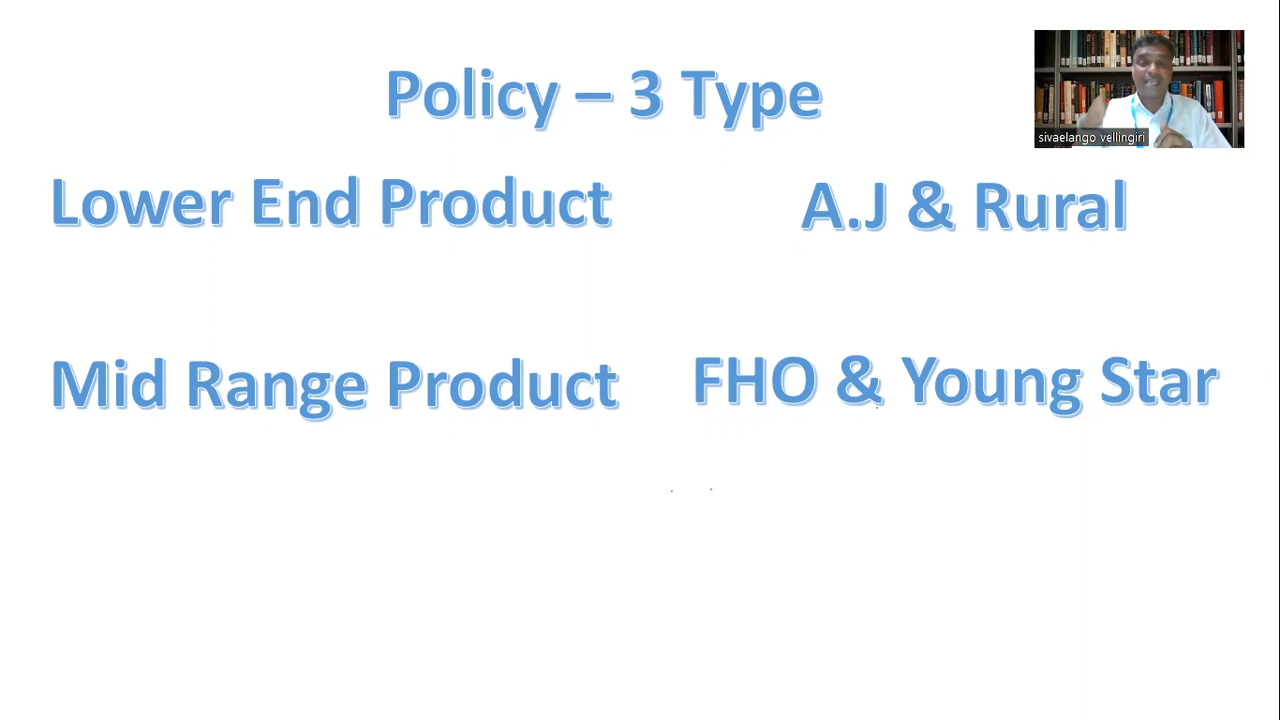 Policy – 3 Type
sivaelango vellingiri
Lower End Product
A.J & Rural
Mid Range Product
FHO & Young Star